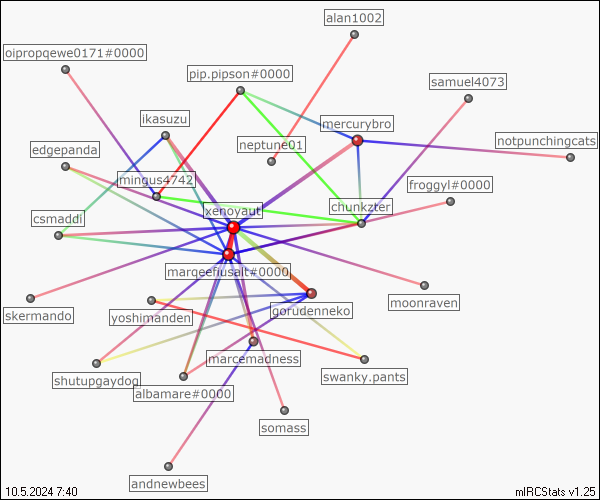 alan1002
oipropqewe0171#0000
pip.pipson#0000
samuel4073
ikasuzu
mercurybro
neptune01
notpunchingcats
edgepanda
mingus4742
froggyl#0000
xenoyaut
chunkzter
csmaddi
marqeefiusalt#0000
skermando
moonraven
yoshimanden
gorudenneko
marcemadness
shutupgaydog
swanky.pants
albamare#0000
somass
andnewbees
10.5.2024 7:40
mIRCStats v1.25